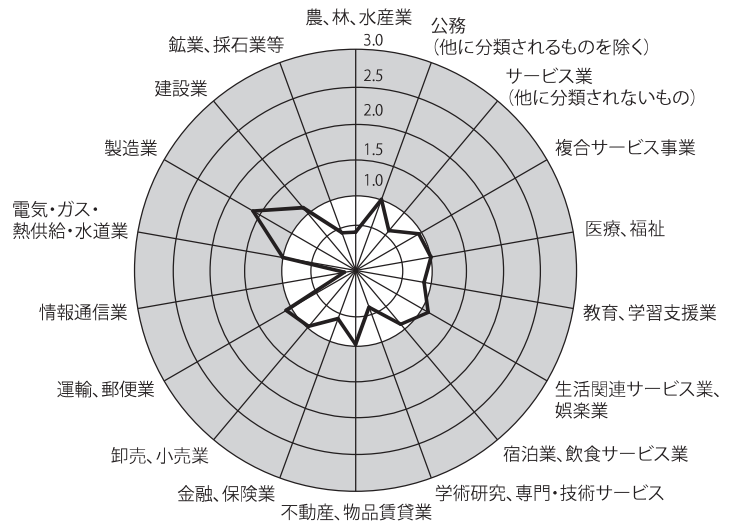 農、林、水産業
公務
(他に分類されるものを除く)
サービス業
(他に分類されないもの)
複合サービス事業
医療、福祉
教育、学習支援業
生活関連サービス業、
娯楽業
宿泊業、飲食サービス業
学術研究、専門・技術サービス
不動産、物品賃貸業
金融、保険業
卸売、小売業
運輸、郵便業
情報通信業
電気・ガス・
熱供給・水道業
製造業
建設業
鉱業、採石業等
3.0
2.5
2.0
1.5
1.0